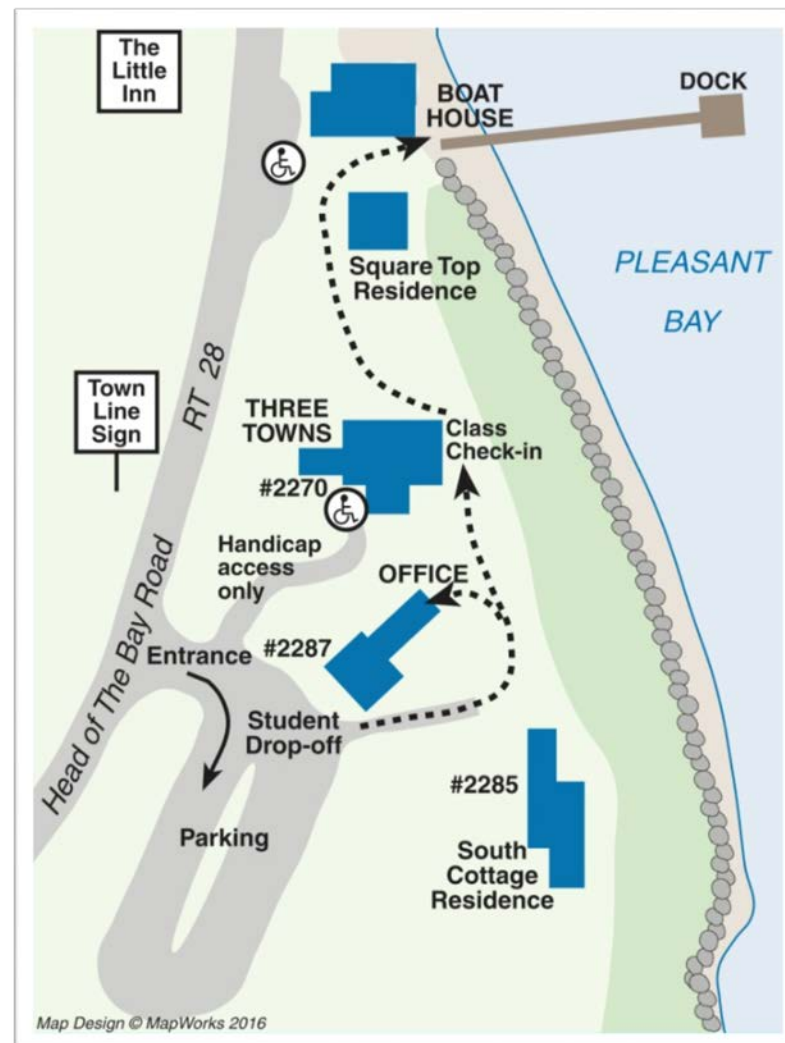 The
Little
Inn
BOAT
HOUSE
DOCK
Square Top
Residence
PLEASANT
BAY
RT 28
Town
Line
Sign
THREE
TOWNS
Class
Check-in
#2270
Handicap
access
only
OFFICE
Head of The Bay Road
Entrance
#2287
Student
Drop-off
#2285
Parking
South
Cottage
Residence
Map Design © MapWorks 2016